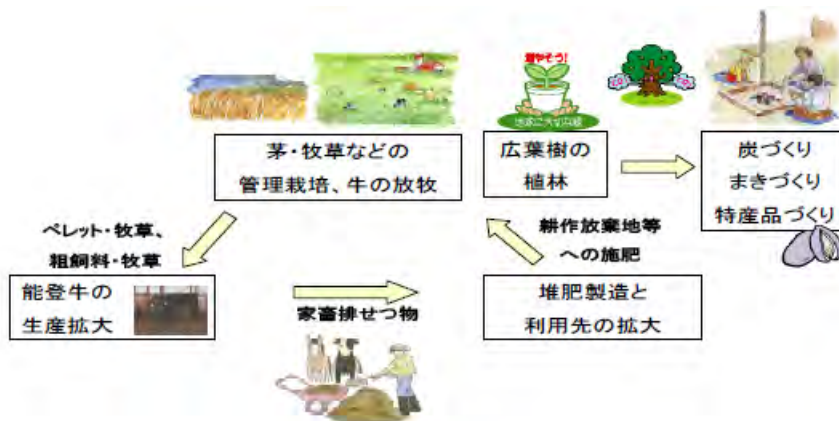 増やそう!
茅・牧草などの
管理栽培、牛の放牧
広葉樹の
植林
炭づくり
まきづくり
特産品づくり
ペレット・牧草、
粗飼料・牧草
耕作放棄地等
への施肥
能登牛の
生産拡大
家畜排せつ物
堆肥製造と
利用先の拡大